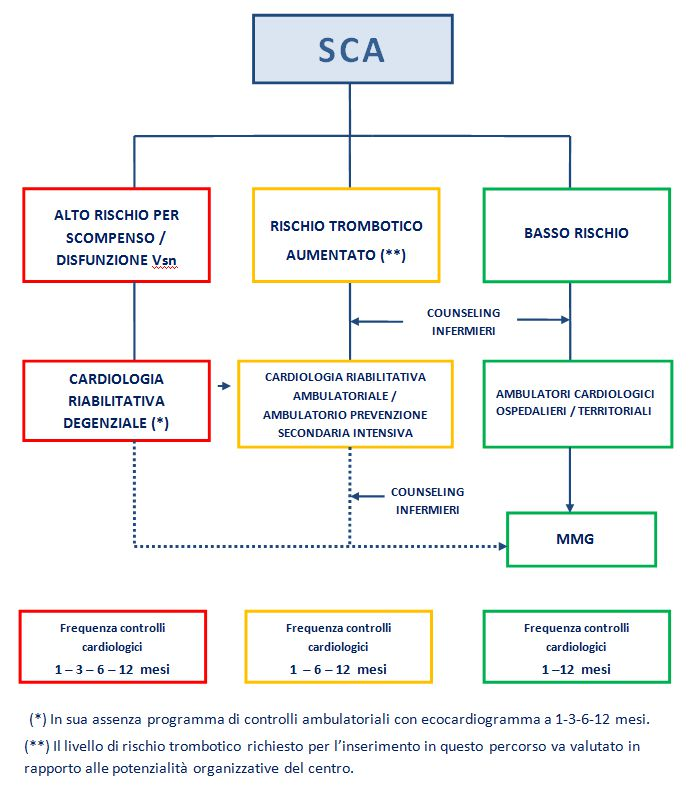 SCA
ALTO RISCHIO PER
SCOMPENSO /
DISFUNZIONE Vsn
RISCHIO TROMBOTICO
AUMENTATO (**)
BASSO RISCHIO
COUNSELING
INFERMIERI
CARDIOLOGIA
RIABILITATIVA
DEGENZIALE (*)
CARDIOLOGIA RIABILITATIVA
AMBULATORIALE /
AMBULATORIO PREVENZIONE
SECONDARIA INTENSIVA
AMBULATORI CARDIOLOGICI
OSPEDALIERI / TERRITORIALI
COUNSELING
INFERMIERI
MMG
Frequenza controlli
cardiologici
1 – 3 – 6 – 12 mesi
Frequenza controlli
cardiologici
1 – 6 – 12 mesi
Frequenza controlli
cardiologici
1 –12 mesi
(*) In sua assenza programma di controlli ambulatoriali con ecocardiogramma a 1-3-6-12 mesi.
(**) Il livello di rischio trombotico richiesto per l’inserimento in questo percorso va valutato in
rapporto alle potenzialità organizzative del centro.